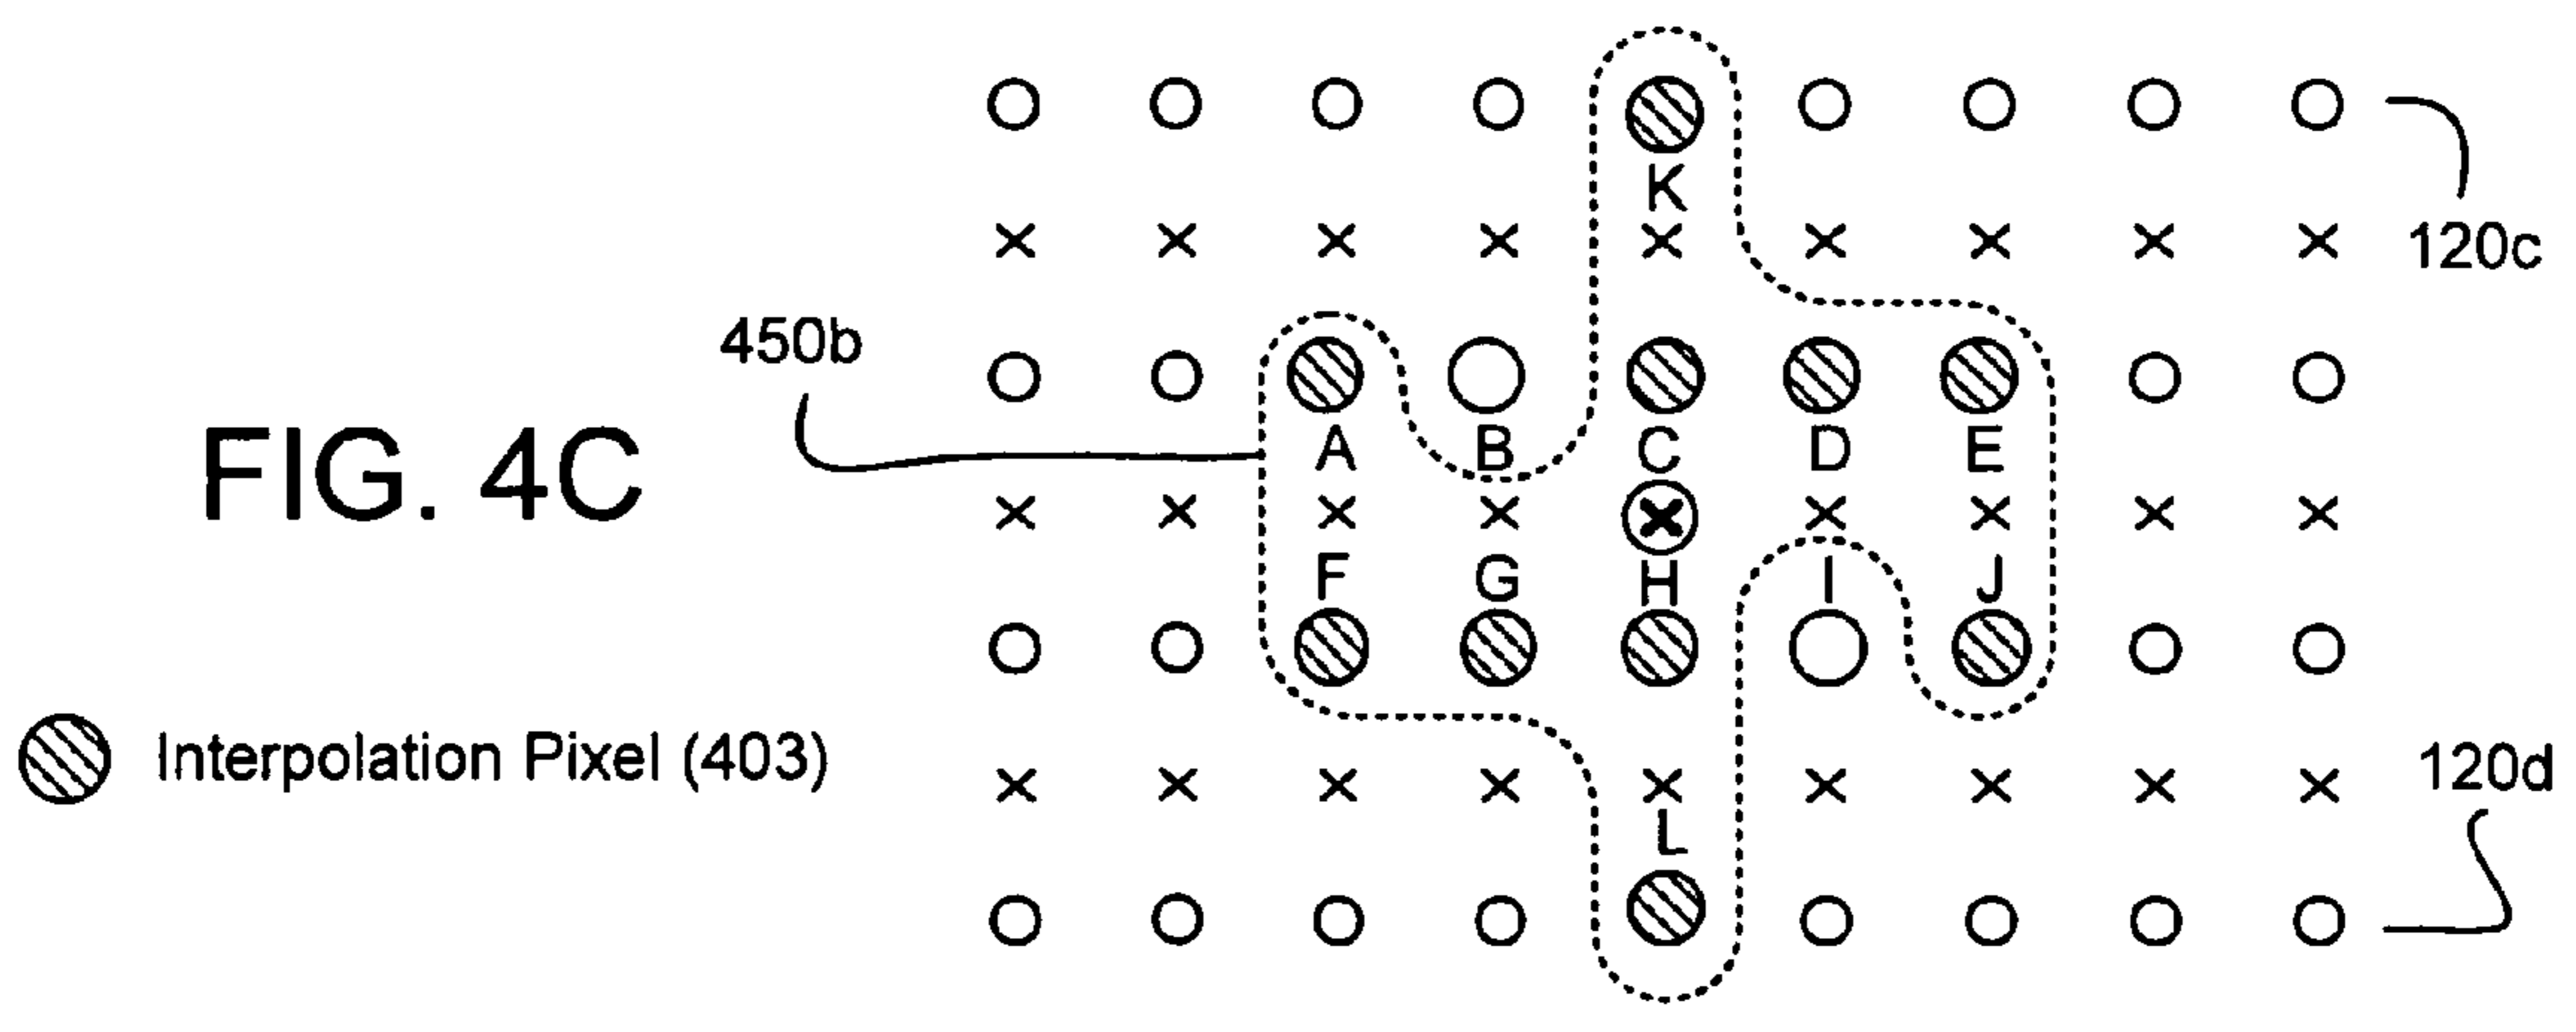 K
120c
450b
A B C D E
FIG. 4C
F G H I J
Interpolation Pixel (403)
120d
L